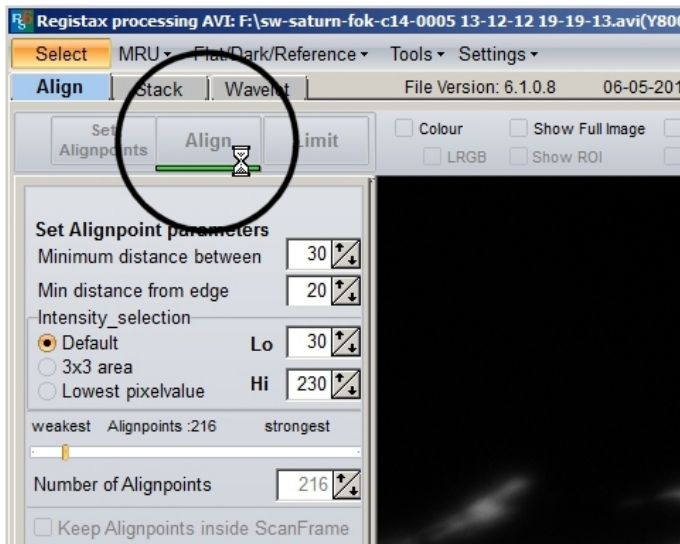 Registax processing AVI: F:\sw-saturn-fok-c14-0005 13-12-12 19-19-13.avi(Y800
Select MRU Flat/Dark/Reference Tools Settings
Align Stack Wavelet File Version: 6.1.0.8 06-05-201
Set Alignpoints Align Limit Colour Show Full Image
LRGB Show ROI
Set Alignpoint parameters
Minimum distance between 30
Min distance from edge 20
Intensity_selection
Default Lo 30
3x3 area
Lowest pixelvalue Hi 230
weakest Alignpoints :216 strongest
Number of Alignpoints 216
Keep Alignpoints inside ScanFrame